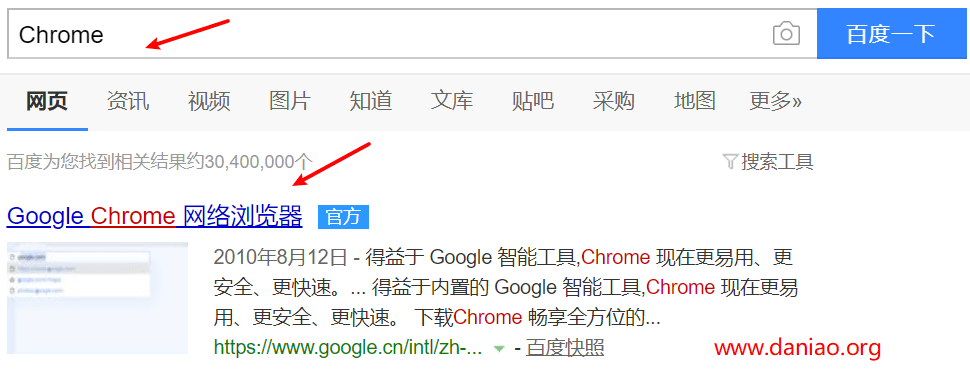 Chrome
百度一下
网页 资讯 视频 图片 知道 文库 贴吧 采购 地图 更多»
百度为您找到相关结果约30,400,000个
搜索工具
Google Chrome 网络浏览器 官方
2010年8月12日 - 得益于 Google 智能工具,Chrome 现在更易用、更
安全、更快速。... 得益于内置的 Google 智能工具,Chrome 现在更易
用、更安全、更快速。 下载Chrome 畅享全方位的...
https://www.google.cn/intl/zh-... - 百度快照
www.daniao.org